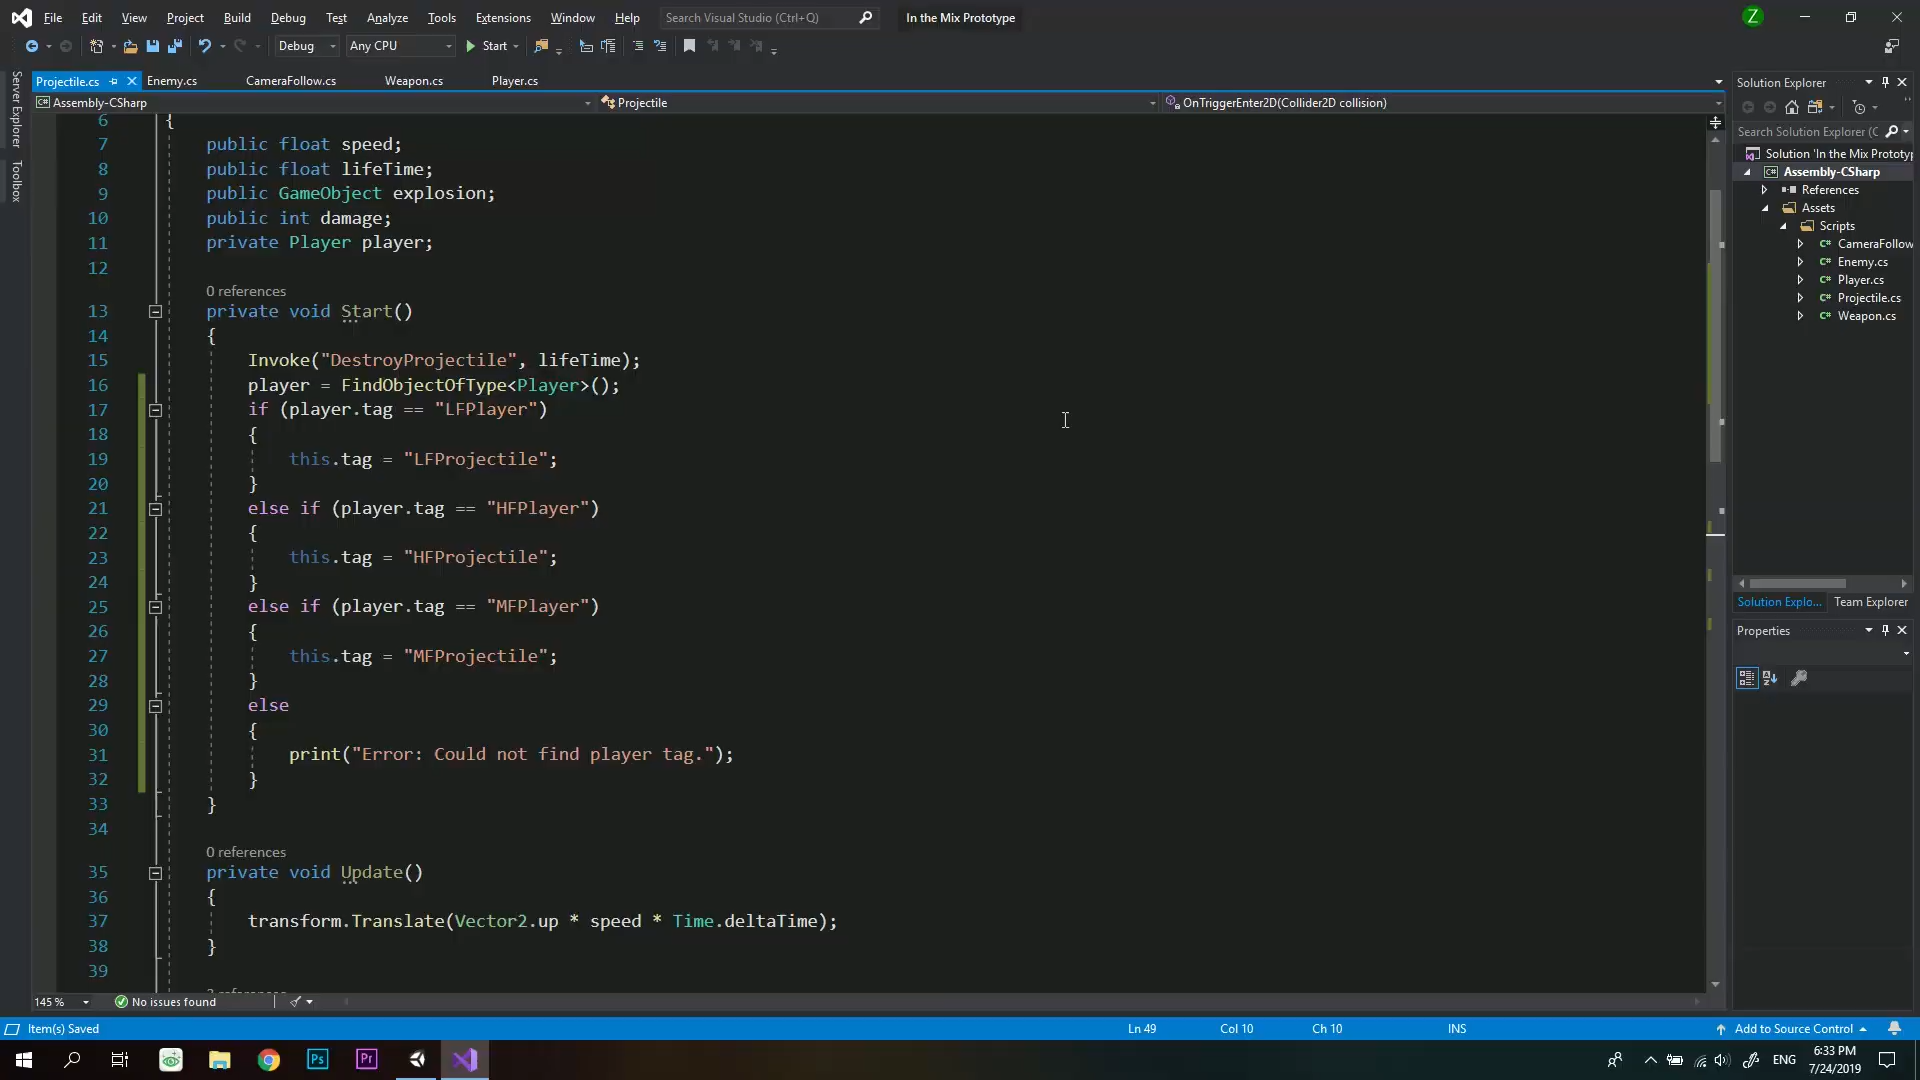 File Edit View Project Build Debug Test Analyze Tools Extensions Window Help Search Visual Studio (Ctrl+Q) In the Mix Prototype Z
Debug Any CPU Start
Server Explorer
Toolbox
Projectile.cs Enemy.cs CameraFollow.cs Weapon.cs Player.cs
Assembly-CSharp Projectile OnTriggerEnter2D(Collider2D collision)
6 {
7 public float speed;
8 public float lifeTime;
9 public GameObject explosion;
10 public int damage;
11 private Player player;
12
0 references
13 private void Start()
14 {
15 Invoke("DestroyProjectile", lifeTime);
16 player = FindObjectOfType<Player>();
17 if (player.tag == "LFPlayer")
18 {
19 this.tag = "LFProjectile";
20 }
21 else if (player.tag == "HFPlayer")
22 {
23 this.tag = "HFProjectile";
24 }
25 else if (player.tag == "MFPlayer")
26 {
27 this.tag = "MFProjectile";
28 }
29 else
30 {
31 print("Error: Could not find player tag.");
32 }
33 }
34
0 references
35 private void Update()
36 {
37 transform.Translate(Vector2.up * speed * Time.deltaTime);
38 }
39
Solution Explorer
Search Solution Explorer (C
Solution 'In the Mix Prototyp
Assembly-CSharp
References
Assets
Scripts
CameraFollow
Enemy.cs
Player.cs
Projectile.cs
Weapon.cs
Solution Explo... Team Explorer
Properties
145 % No issues found
Item(s) Saved Ln 49 Col 10 Ch 10 INS Add to Source Control
Ps Pr ENG 6:33 PM
7/24/2019